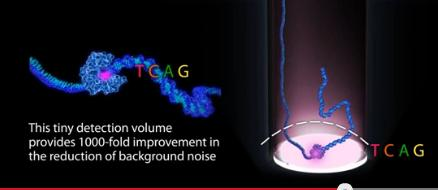 TCAG
This tiny detection volume
provides 1000-fold improvement in
the reduction of background noise
TCAG